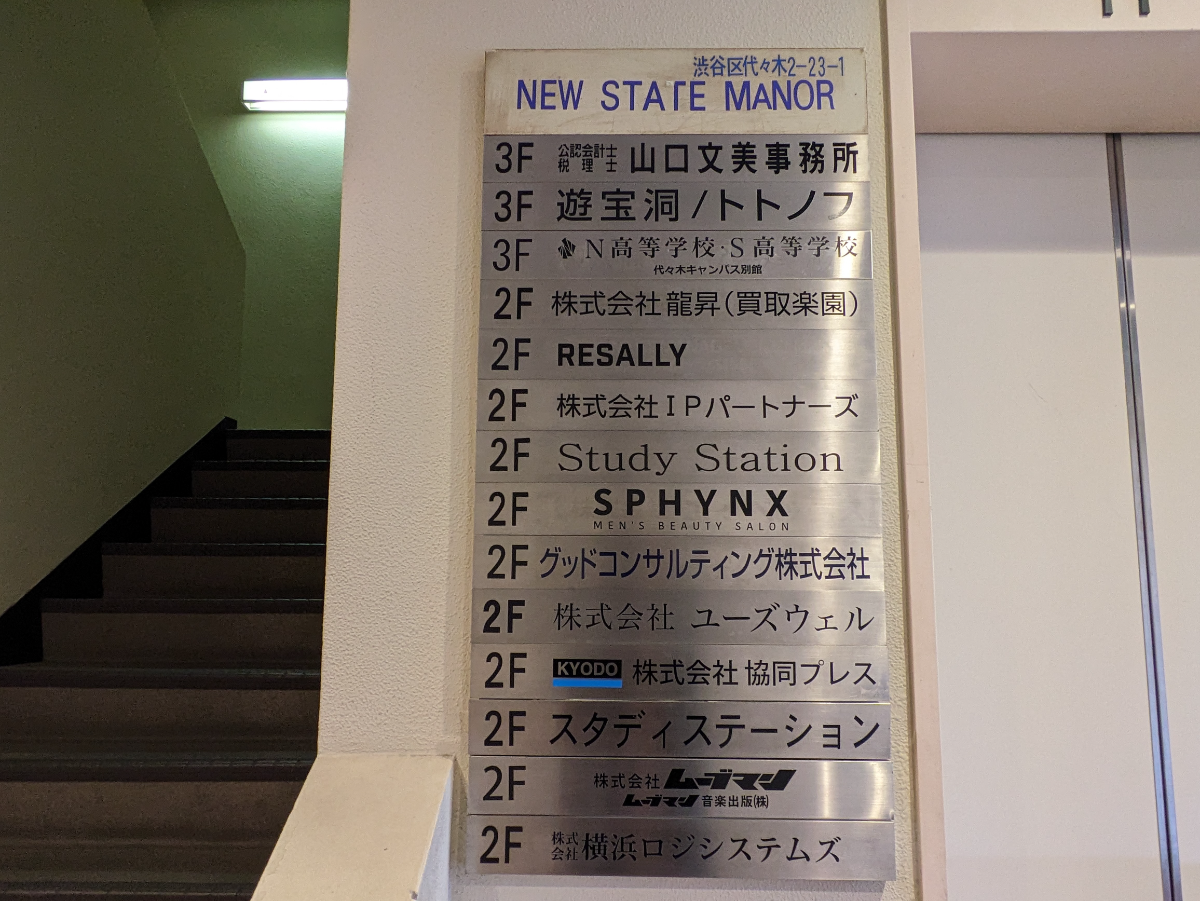 渋谷区代々木2-23-1
NEW STATE MANOR
3F 公認会計士 税理士 山口文美事務所
3F 遊宝洞/トトノフ
3F N高等学校・S高等学校
代々木キャンパス別館
2F 株式会社龍昇(買取楽園)
2F RESALLY
2F 株式会社IPパートナーズ
2F Study Station
2F SPHYNX
MEN'S BEAUTY SALON
2F グッドコンサルティング株式会社
2F 株式会社 ユーズウェル
2F KYODO 株式会社 協同プレス
2F スタディステーション
2F 株式会社 ムーゴマン
ムーゴマン 音楽出版(株)
2F 株式会社 横浜ロジシステムズ